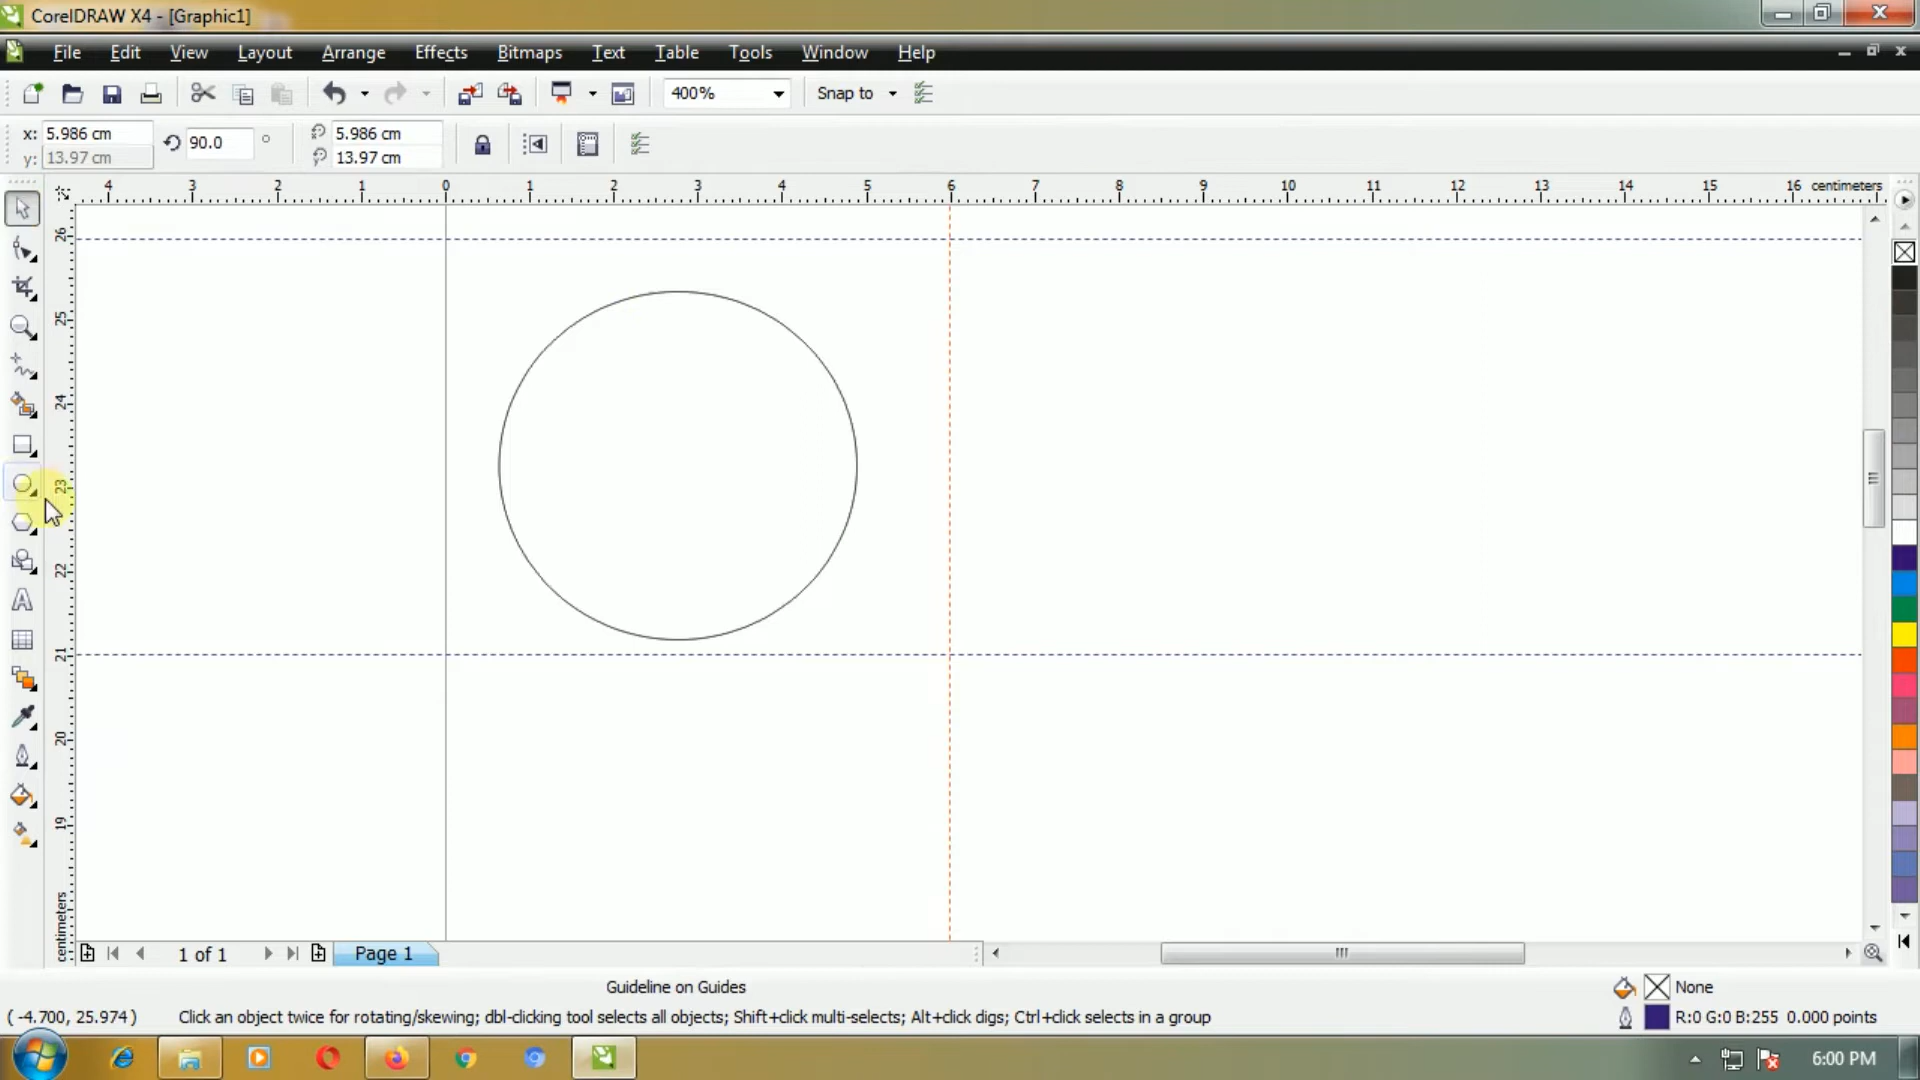 CorelDRAW X4 - [Graphic1]
File Edit View Layout Arrange Effects Bitmaps Text Table Tools Window Help
400% Snap to
x: 5.986 cm 90.0 ° 5.986 cm
y: 13.97 cm 13.97 cm
4 3 2 1 0 1 2 3 4 5 6 7 8 9 10 11 12 13 14 15 16 centimeters
26
25
24
23
22
21
20
19
centimeters
1 of 1 Page 1
Guideline on Guides None
( -4.700, 25.974 ) Click an object twice for rotating/skewing; dbl-clicking tool selects all objects; Shift+click multi-selects; Alt+click digs; Ctrl+click selects in a group R:0 G:0 B:255 0.000 points
6:00 PM